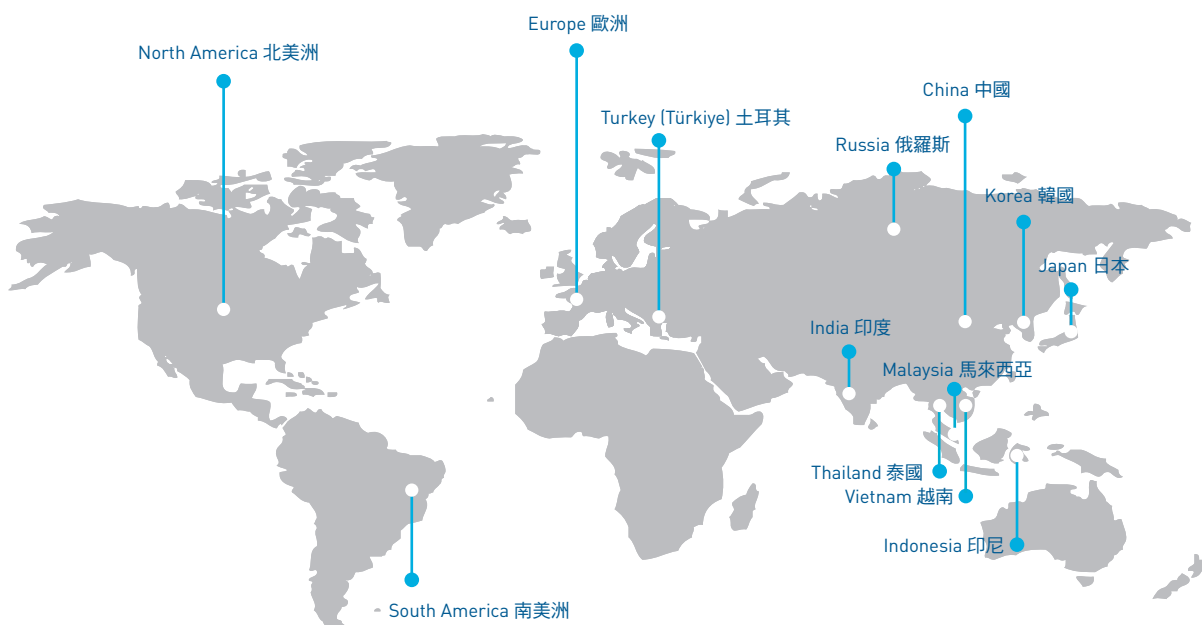 Europe 歐洲
North America 北美洲
China 中國
Turkey (Türkiye) 土耳其
Russia 俄羅斯
Korea 韓國
Japan 日本
India 印度
Malaysia 馬來西亞
Thailand 泰國
Vietnam 越南
Indonesia 印尼
South America 南美洲